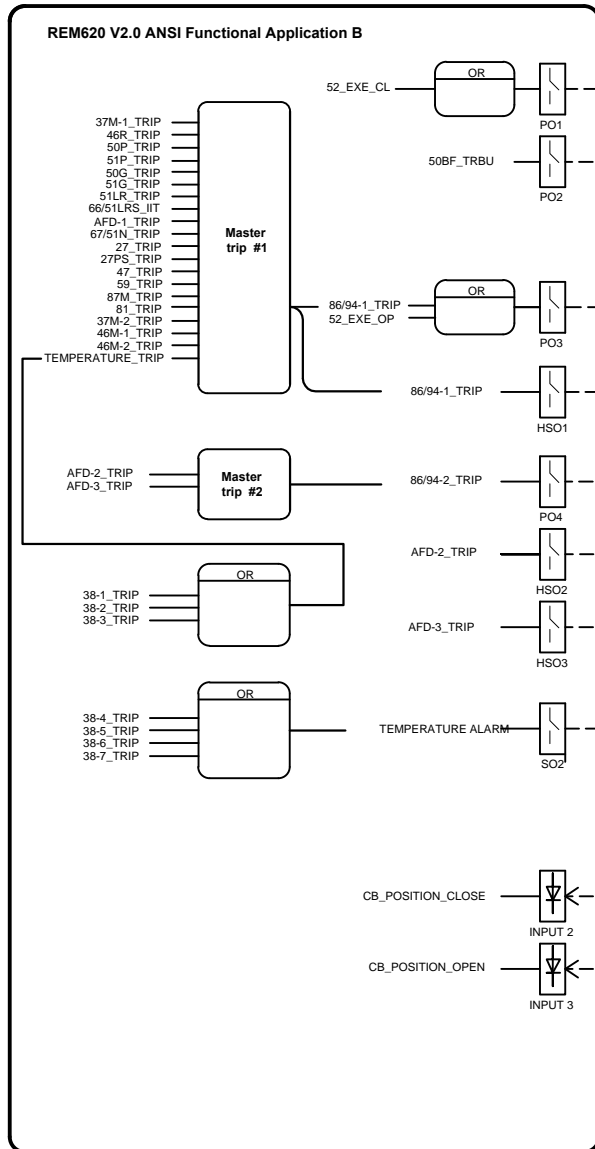 REM620 V2.0 ANSI Functional Application B
52_EXE_CL
OR
PO1
50BF_TRBU
PO2
37M-1_TRIP
46R_TRIP
50P_TRIP
51P_TRIP
50G_TRIP
51G_TRIP
51LR_TRIP
66/51LRS_IIT
AFD-1_TRIP
67/51N_TRIP
27_TRIP
27PS_TRIP
47_TRIP
59_TRIP
87M_TRIP
81_TRIP
37M-2_TRIP
46M-1_TRIP
46M-2_TRIP
TEMPERATURE_TRIP
Master
trip #1
86/94-1_TRIP
52_EXE_OP
OR
PO3
86/94-1_TRIP
HSO1
AFD-2_TRIP
AFD-3_TRIP
Master
trip #2
86/94-2_TRIP
PO4
AFD-2_TRIP
HSO2
38-1_TRIP
38-2_TRIP
38-3_TRIP
OR
AFD-3_TRIP
HSO3
38-4_TRIP
38-5_TRIP
38-6_TRIP
38-7_TRIP
OR
TEMPERATURE ALARM
SO2
CB_POSITION_CLOSE
INPUT 2
CB_POSITION_OPEN
INPUT 3